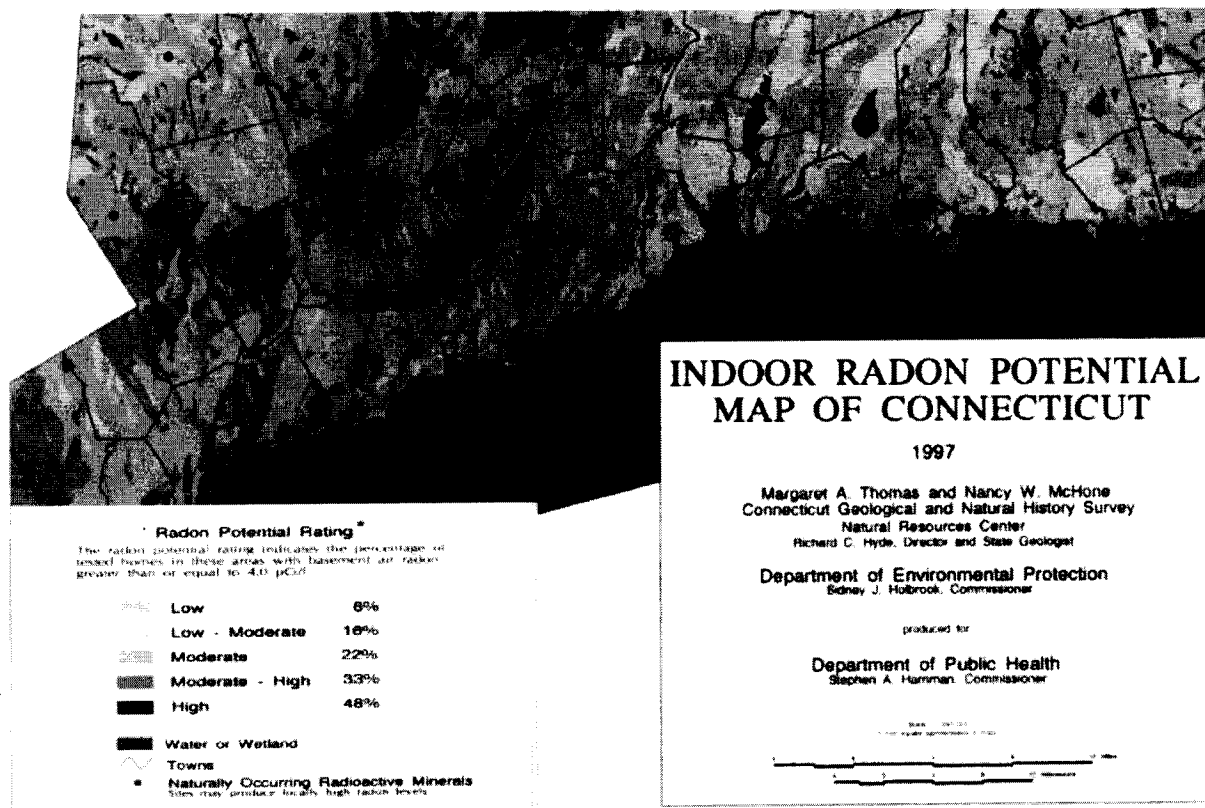 INDOOR RADON POTENTIAL
MAP OF CONNECTICUT
1997
Margaret A. Thomas and Nancy W. McHone
Connecticut Geological and Natural History Survey
Natural Resources Center
Richard C. Hyde, Director and State Geologist
Department of Environmental Protection
Sidney J. Holbrook, Commissioner
produced for
Department of Public Health
Stephen A. Harriman, Commissioner
Radon Potential Rating*
The radon potential rating indicates the percentage of
tested homes in these areas with basement air radon
greater than or equal to 4.0 pCi/l
Low 6%
Low - Moderate 16%
Moderate 22%
Moderate - High 33%
High 48%
Water or Wetland
Towns
Naturally Occurring Radioactive Minerals
Sites may produce locally high radon levels